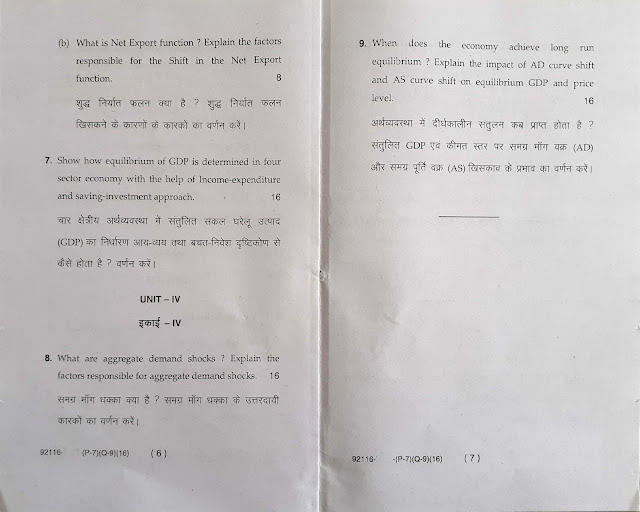 (b) What is Net Export function ? Explain the factors
responsible for the Shift in the Net Export
function. 8
शुद्ध निर्यात फलन क्या है ? शुद्ध निर्यात फलन
खिसकने के कारणों के कारकों का वर्णन करें।
7. Show how equilibrium of GDP is determined in four
sector economy with the help of Income-expenditure
and saving-investment approach. 16
चार क्षेत्रीय अर्थव्यवस्था में संतुलित सकल घरेलू उत्पाद
(GDP) का निर्धारण आय-व्यय तथा बचत-निवेश दृष्टिकोण से
कैसे होता है ? वर्णन करें।
UNIT – IV
इकाई – IV
8. What are aggregate demand shocks ? Explain the
factors responsible for aggregate demand shocks. 16
समग्र माँग धक्का क्या है ? समग्र माँग धक्का के उत्तरदायी
कारकों का वर्णन करें।
92116- -(P-7)(Q-9)(16) ( 6 )
9. When does the economy achieve long run
equilibrium ? Explain the impact of AD curve shift
and AS curve shift on equilibrium GDP and price
level. 16
अर्थव्यवस्था में दीर्घकालीन संतुलन कब प्राप्त होता है ?
संतुलित GDP एवं कीमत स्तर पर समग्र माँग वक्र (AD)
और समग्र पूर्ति वक्र (AS) खिसकाव के प्रभाव का वर्णन करें।
92116- -(P-7)(Q-9)(16) ( 7 )